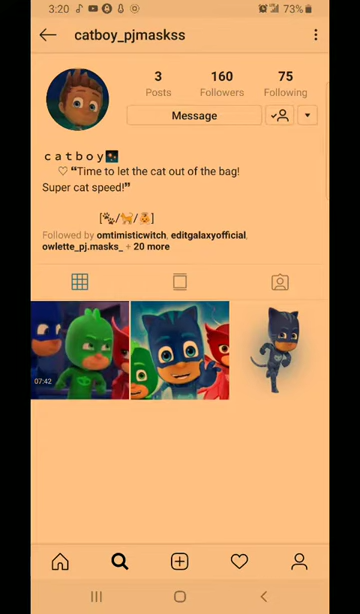 3:20 73%
catboy_pjmaskss
3 160 75
Posts Followers Following
Message
c a t b o y
♡ ❝Time to let the cat out of the bag!
Super cat speed!❞
[🐾/🐈/👶]
Followed by omtimisticwitch, editgalaxyofficial,
owlette_pj.masks_ + 20 more
07:42